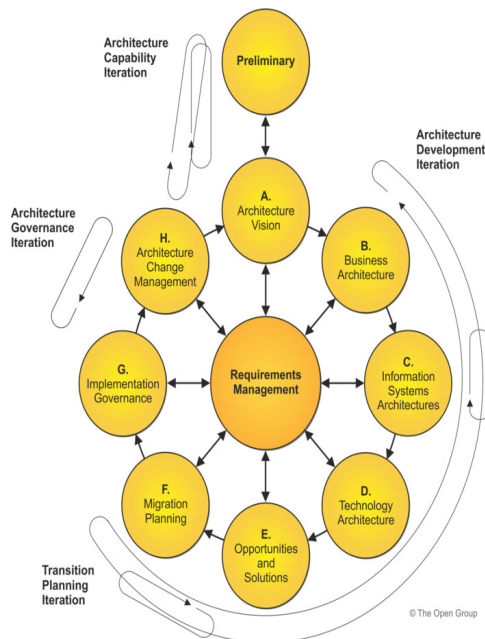 Architecture
Capability
Iteration
Preliminary
Architecture
Development
Iteration
A.
Architecture
Vision
Architecture
Governance
Iteration
H.
Architecture
Change
Management
B.
Business
Architecture
G.
Implementation
Governance
Requirements
Management
C.
Information
Systems
Architectures
F.
Migration
Planning
D.
Technology
Architecture
E.
Opportunities
and
Solutions
Transition
Planning
Iteration
© The Open Group